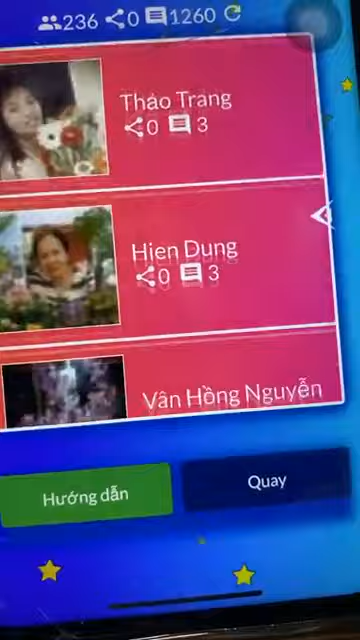 236 0 1260
Thảo Trang
0 3
Hien Dung
0 3
Vân Hồng Nguyễn
Hướng dẫn
Quay